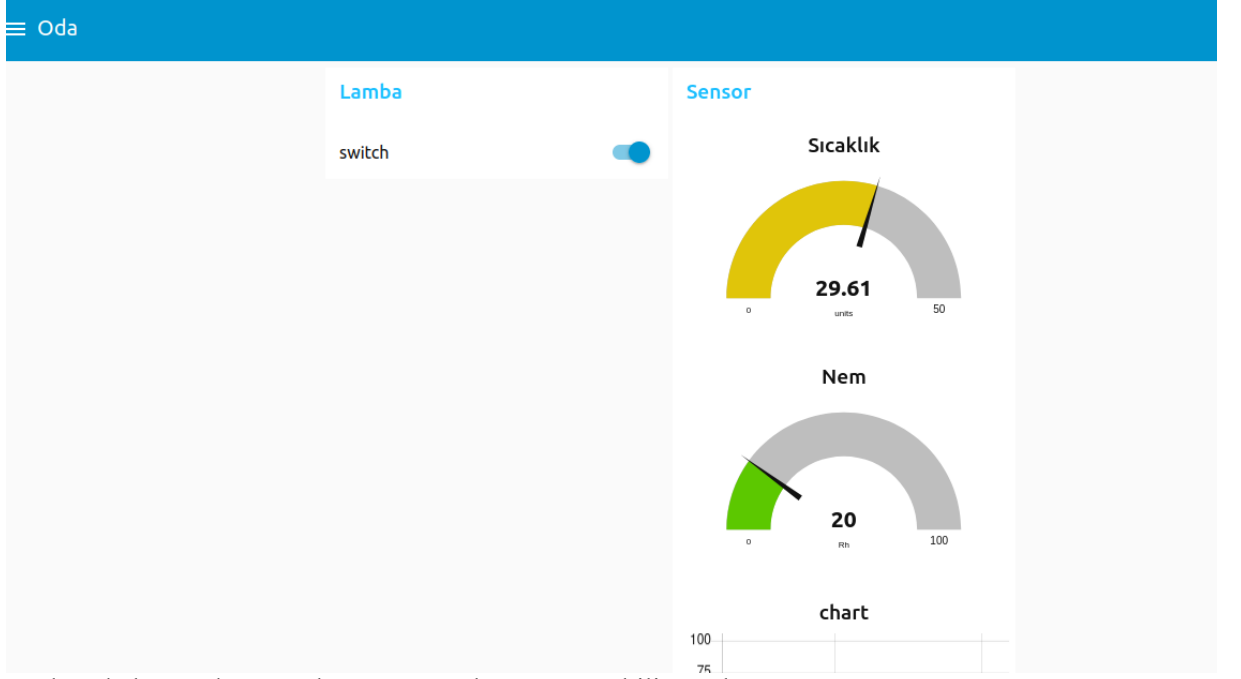 Oda
Lamba
switch
Sensor
Sıcaklık
29.61
units
0
50
Nem
20
Rh
0
100
chart
100
75